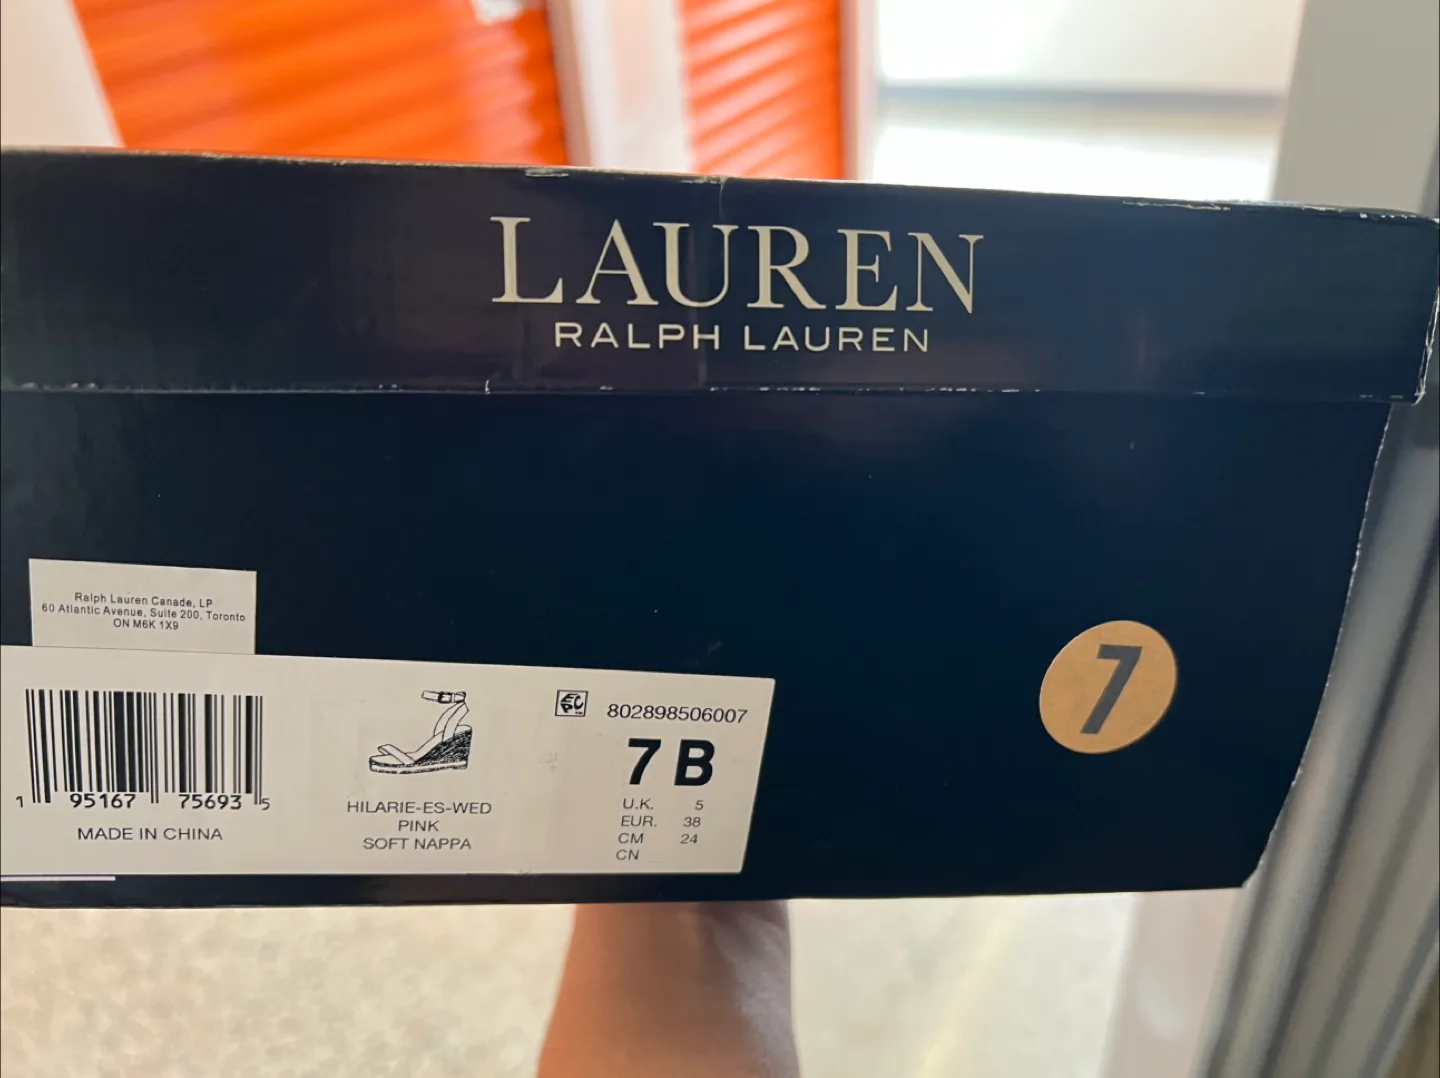 LAUREN
RALPH LAUREN
Ralph Lauren Canade, LP
60 Atlantic Avenue, Suite 200, Toronto
ON M6K 1X9
7
1 95167 75693 5
MADE IN CHINA
HILARIE-ES-WED
PINK
SOFT NAPPA
802898506007
7 B
U.K. 5
EUR. 38
CM 24
CN